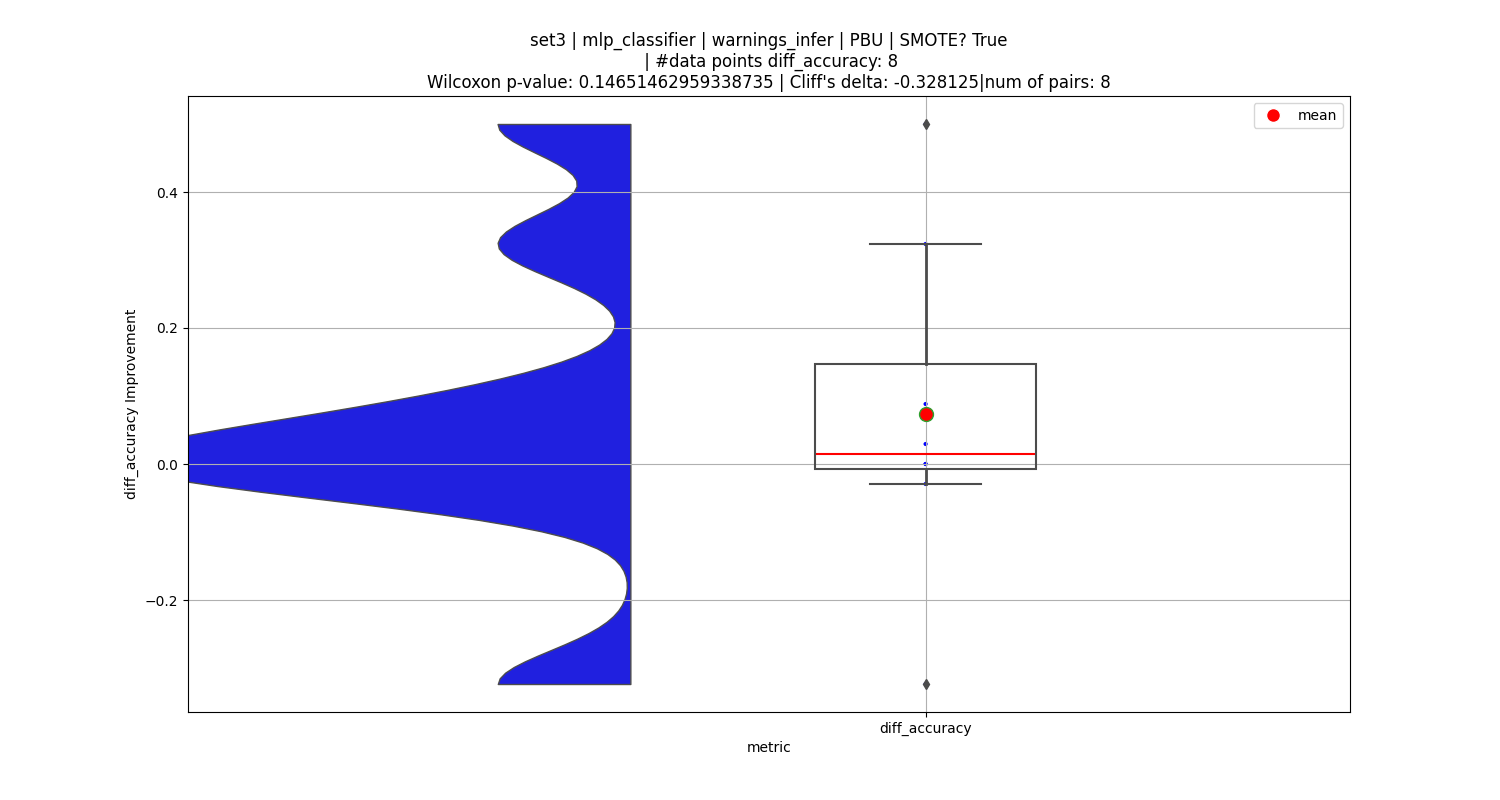 set3 | mlp_classifier | warnings_infer | PBU | SMOTE? True
| #data points diff_accuracy: 8
Wilcoxon p-value: 0.14651462959338735 | Cliff's delta: -0.328125|num of pairs: 8
mean
0.4
0.2
0.0
−0.2
diff_accuracy Improvement
diff_accuracy
metric